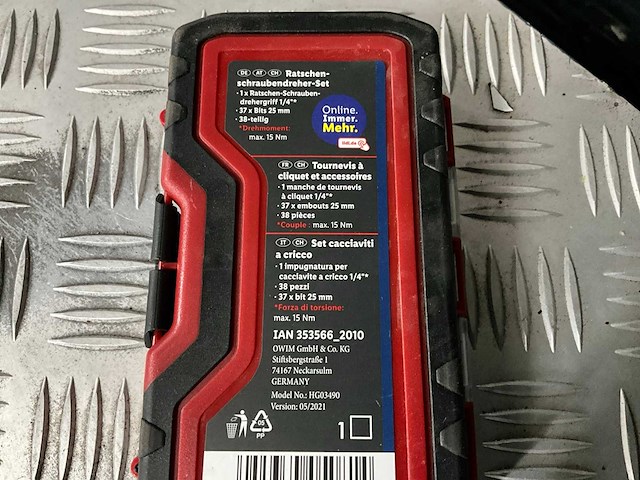 DE AT CH Ratschen-
schraubendreher-Set
· 1 x Ratschen-Schrauben-
drehergriff 1/4"*
· 37 x Bits 25 mm
· 38-teilig
*Drehmoment:
max. 15 Nm
Online.
Immer.
Mehr.
lidl.de
FR CH Tournevis à
cliquet et accessoires
· 1 manche de tournevis
à cliquet 1/4"*
· 37 x embouts 25 mm
· 38 pièces
*Couple : max. 15 Nm
IT CH Set cacciaviti
a cricco
· 1 impugnatura per
cacciavite a cricco 1/4"*
· 38 pezzi
· 37 x bit 25 mm
*Forza di torsione:
max. 15 Nm
IAN 353566_2010
OWIM GmbH & Co. KG
Stiftsbergstraße 1
74167 Neckarsulm
GERMANY
Model No.: HG03490
Version: 05/2021
05
PP
1